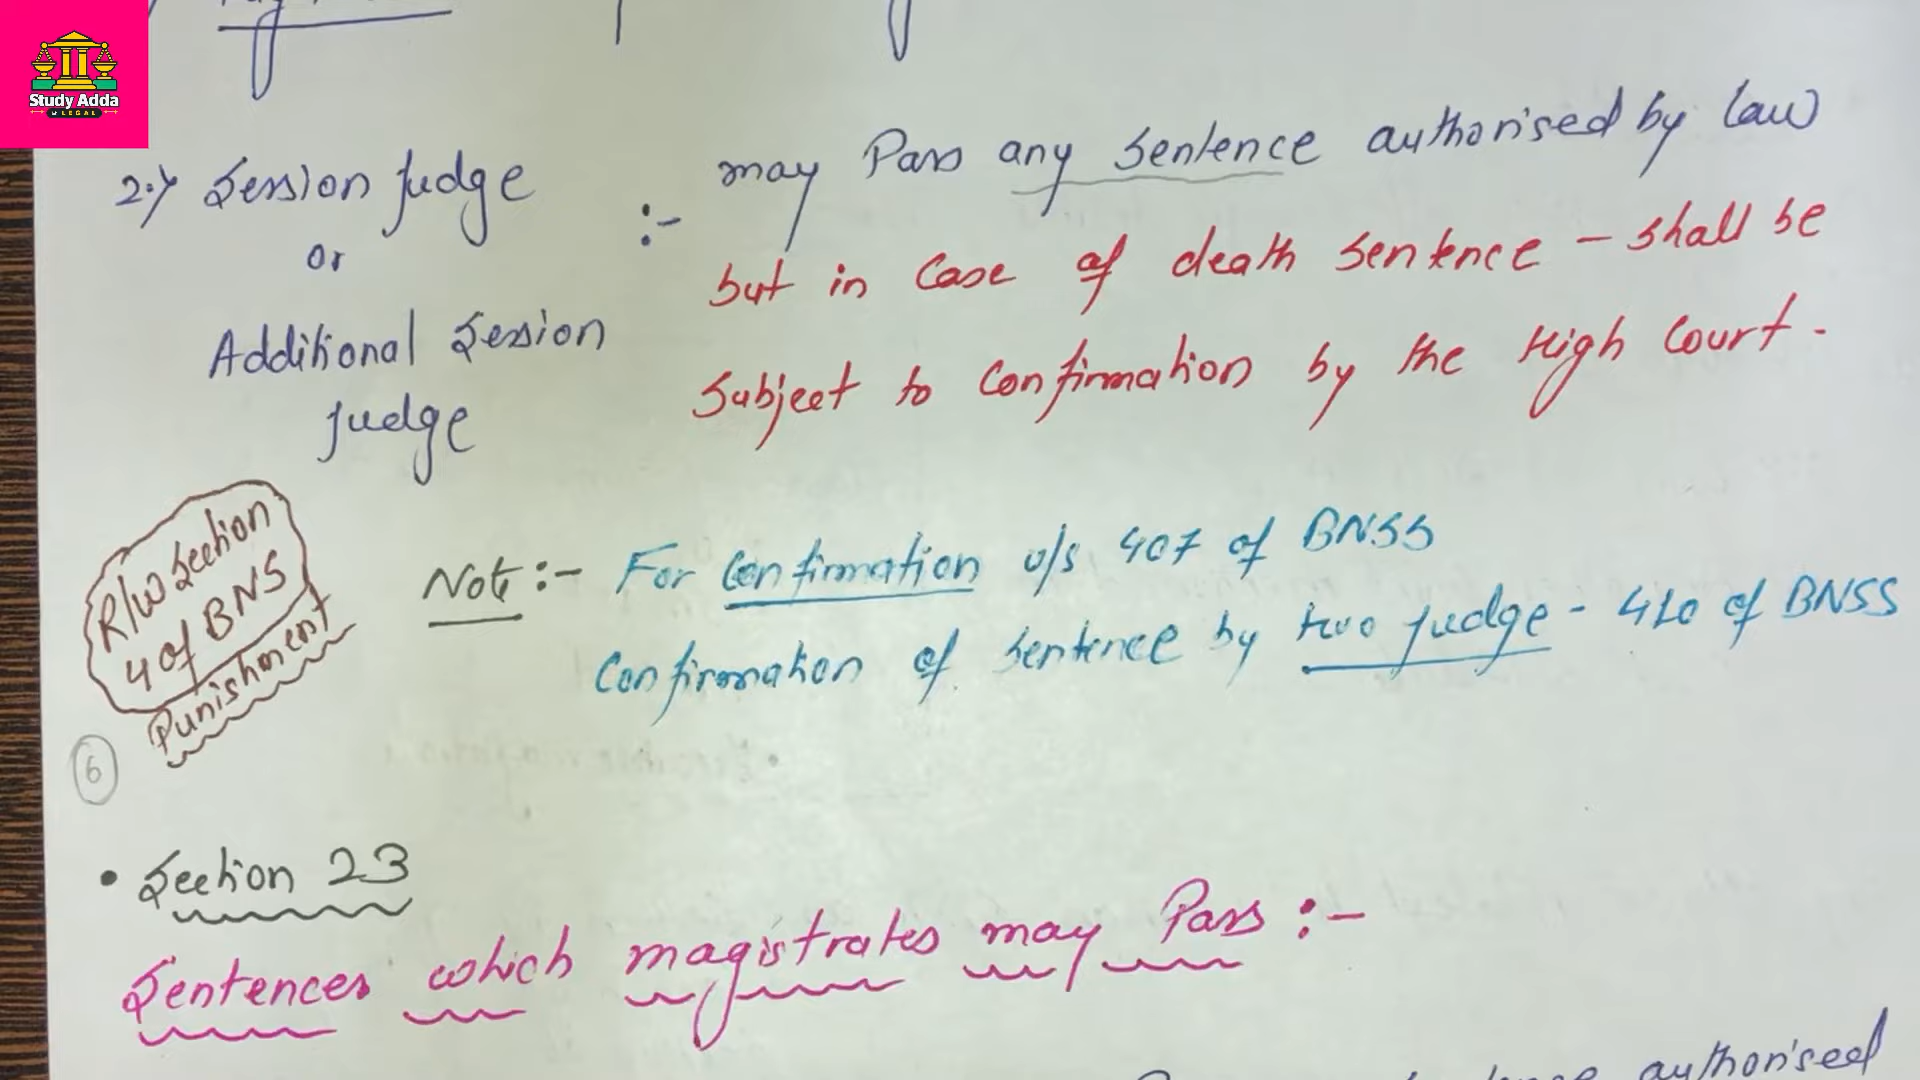 Study Adda
LEGAL
2.) Session Judge
or
Additional Session
Judge
:- may Pass any Sentence authorised by law
but in Case of death Sentence - shall be
Subject to Confirmation by the High Court.
R/W Section
4 of BNS
Punishment
Note :- For Confirmation u/s 407 of BNSS
Confirmation of Sentence by two Judge - 410 of BNSS
6
• Section 23
Sentences which magistrates may Pass :-
authorised